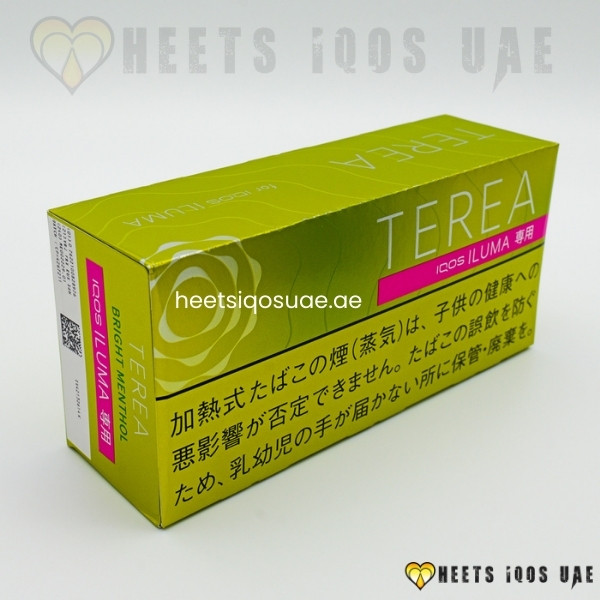 HEETS iQOS UAE
TEREA
for IQOS ILUMA
TEREA
IQOS ILUMA 専用
heetsiqosuae.ae
加熱式たばこの煙(蒸気)は、子供の健康への
悪影響が否定できません。たばこの誤飲を防ぐ
ため、乳幼児の手が届かない所に保管・廃棄を。
TEREA
BRIGHT MENTHOL
IQOS ILUMA 専用
HEETS iQOS UAE